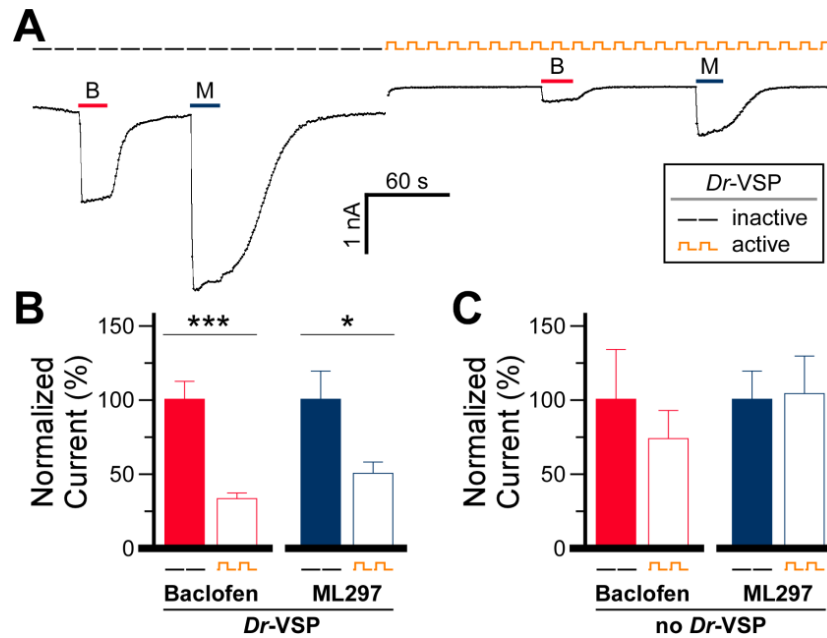 A
B M B M
60 s
1 nA
Dr-VSP
inactive
active
B
Normalized
Current (%)
150
100
50
0
***
*
Baclofen ML297
Dr-VSP
C
Normalized
Current (%)
150
100
50
0
Baclofen ML297
no Dr-VSP